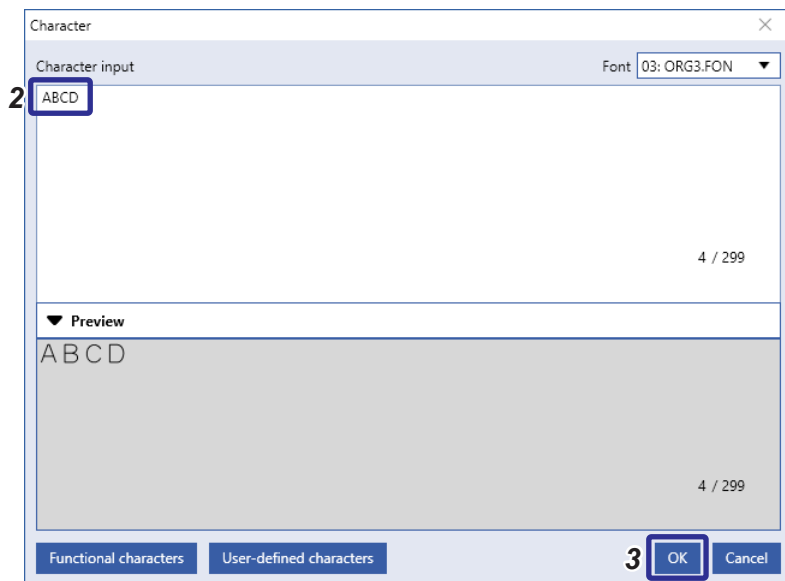 Character
Character input
Font 03: ORG3.FON
2 ABCD
4 / 299
Preview
ABCD
4 / 299
Functional characters User-defined characters 3 OK Cancel